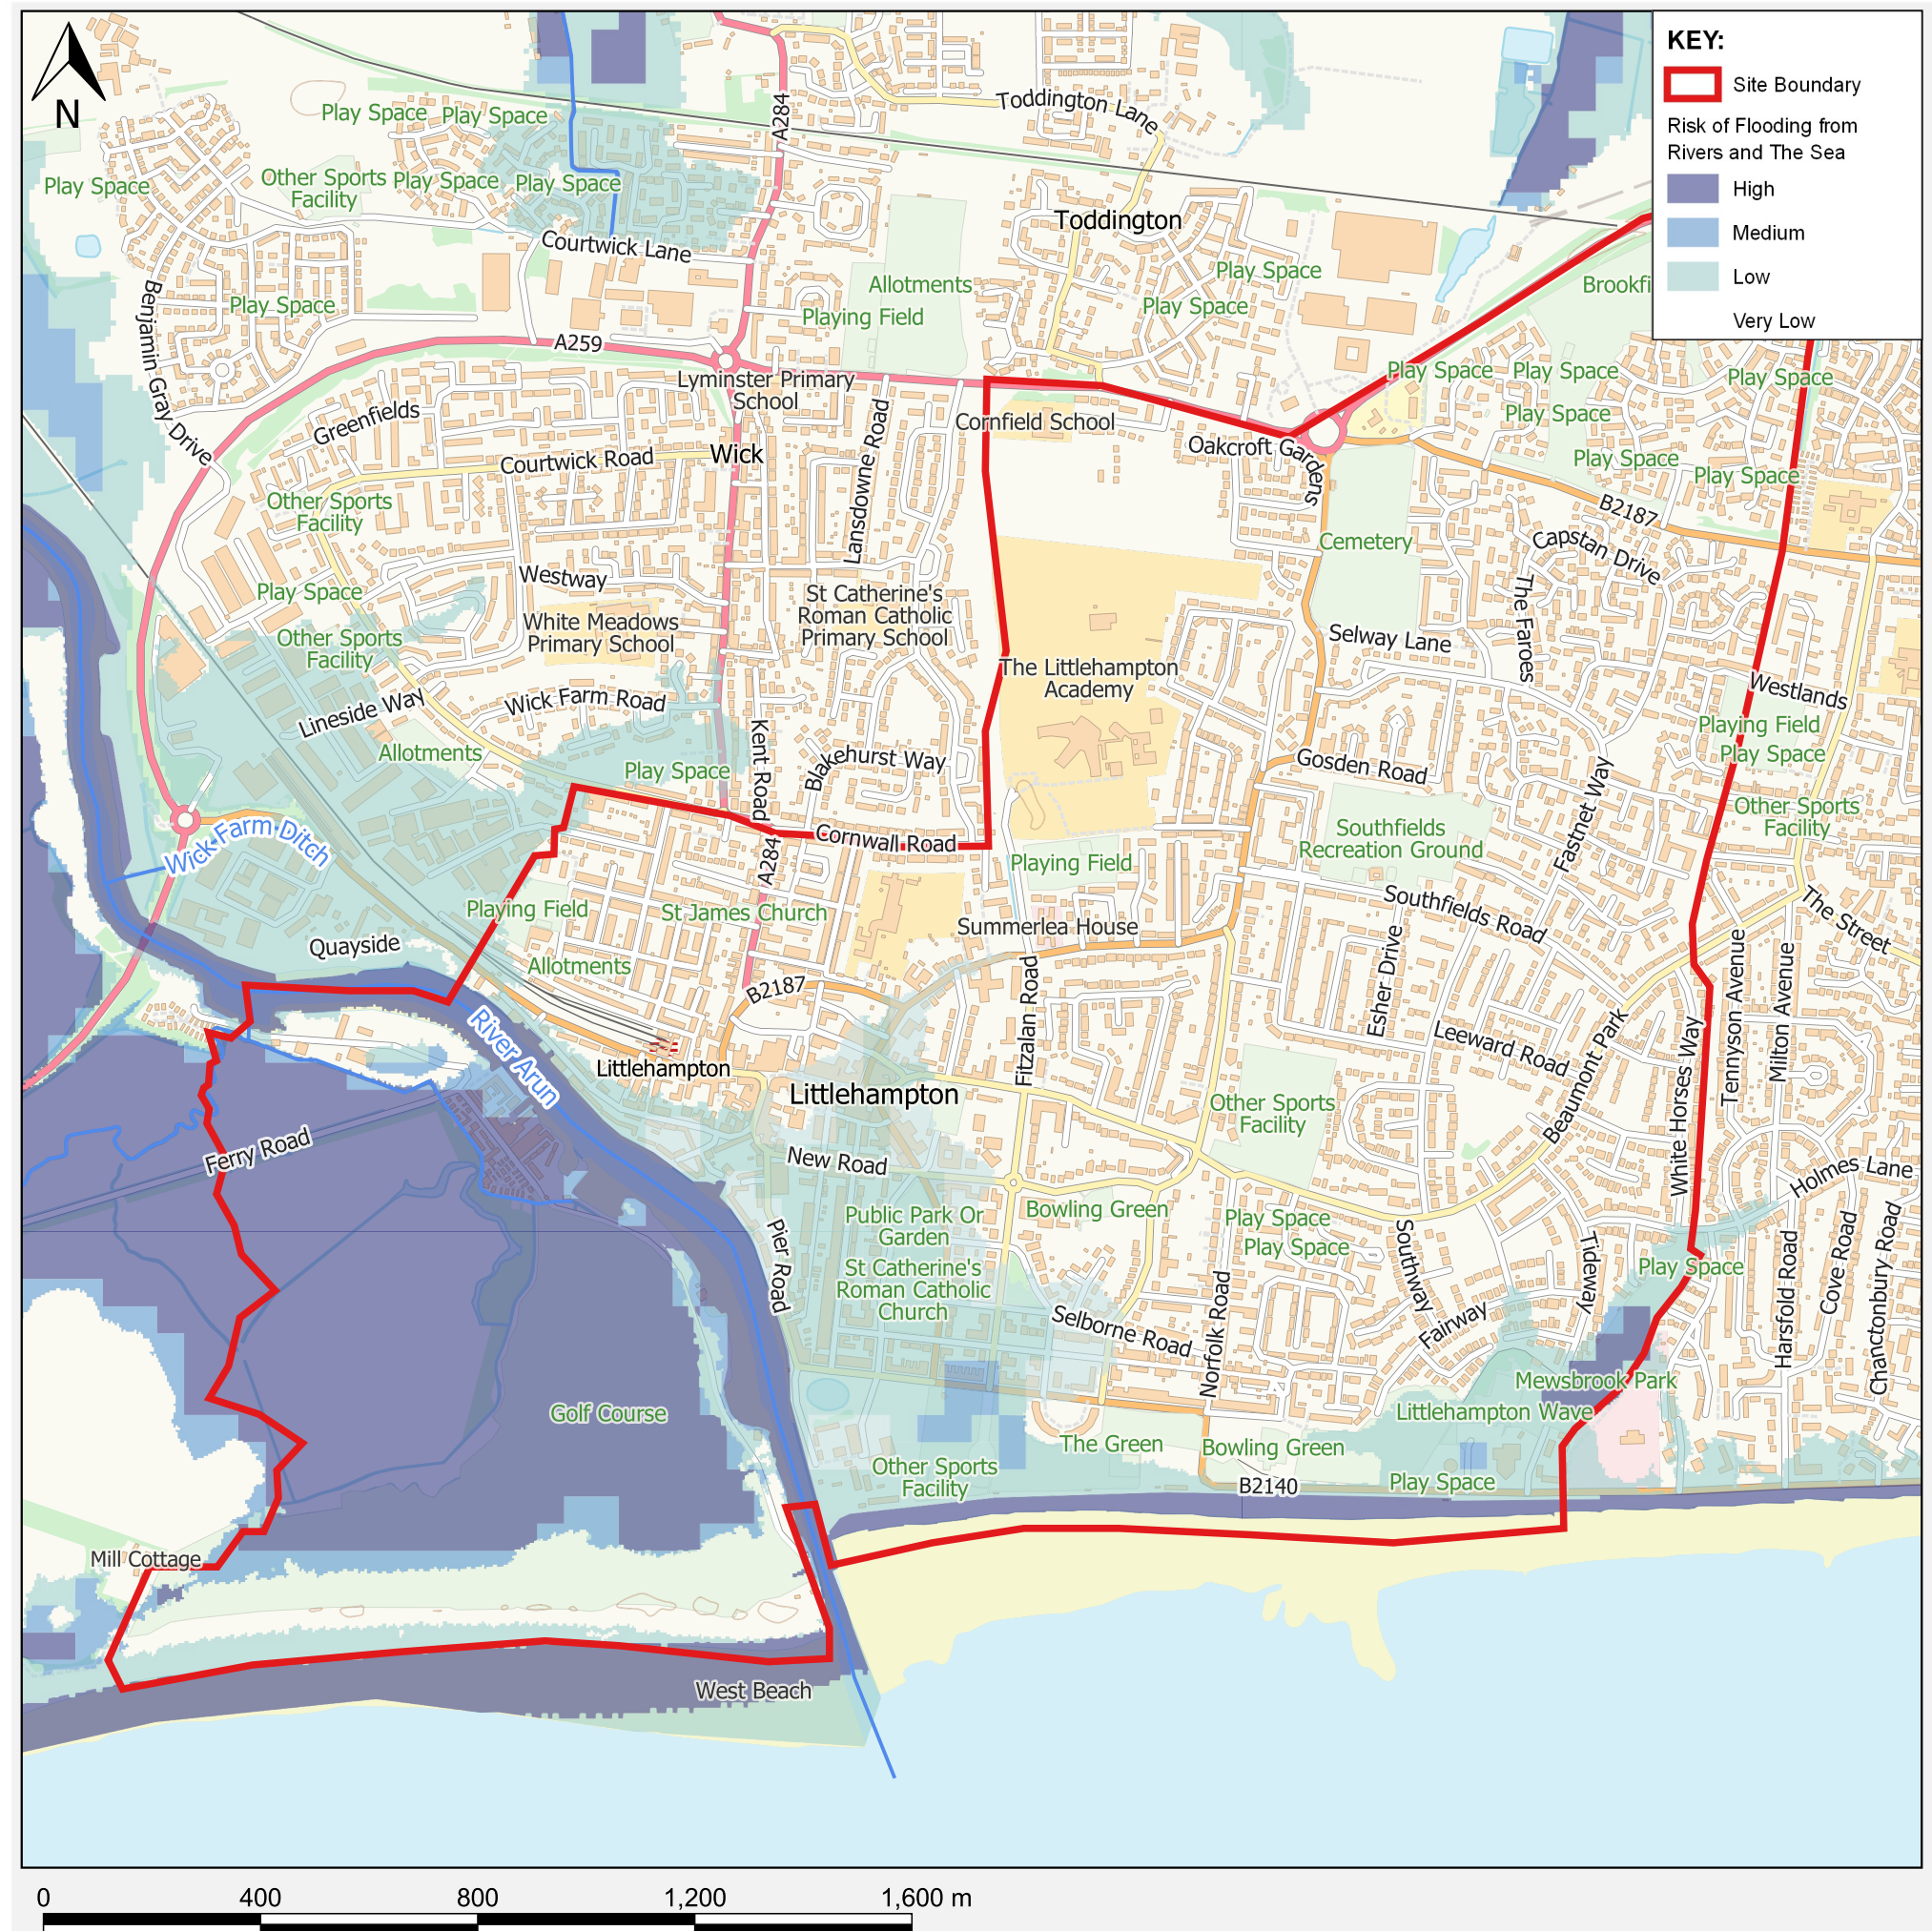 KEY:
Site Boundary
Risk of Flooding from
Rivers and The Sea
High
Medium
Low
Very Low
N
A284
Toddington Lane
Play Space
Play Space
Play Space
Other Sports
Facility
Play Space
Play Space
Toddington
Courtwick Lane
Play Space
Allotments
Play Space
Brookfi
Benjamin Gray Drive
Play Space
Playing Field
Play Space
A259
Lyminster Primary
School
Play Space
Play Space
Play Space
Greenfields
Lansdowne Road
Cornfield School
Play Space
Oakcroft Gardens
Courtwick Road
Wick
Play Space
Play Space
Other Sports
Facility
B2187
Cemetery
Capstan Drive
Westway
Play Space
St Catherine's
Roman Catholic
Primary School
The Faroes
White Meadows
Primary School
Other Sports
Facility
Selway Lane
The Littlehampton
Academy
Westlands
Lineside Way
Wick Farm Road
Playing Field
Play Space
Allotments
Kent Road
Blakehurst Way
Play Space
Gosden Road
Fastnet Way
Other Sports
Facility
Wick Farm Ditch
Cornwall Road
A284
Southfields
Recreation Ground
Playing Field
Playing Field
St James Church
Summerlea House
Southfields Road
The Street
Quayside
Allotments
B2187
Fitzalan Road
Esher Drive
Tennyson Avenue
Milton Avenue
River Arun
Leeward Road
Beaumont Park
White Horses Way
Littlehampton
Littlehampton
Other Sports
Facility
Ferry Road
New Road
Holmes Lane
Public Park Or
Garden
Bowling Green
Play Space
Play Space
Pier Road
Southway
Tideway
Play Space
Harsfold Road
Cove Road
Chanctonbury Road
St Catherine's
Roman Catholic
Church
Selborne Road
Norfolk Road
Fairway
Mewsbrook Park
Golf Course
Littlehampton Wave
The Green
Bowling Green
Other Sports
Facility
B2140
Play Space
Mill Cottage
West Beach
0 400 800 1,200 1,600 m